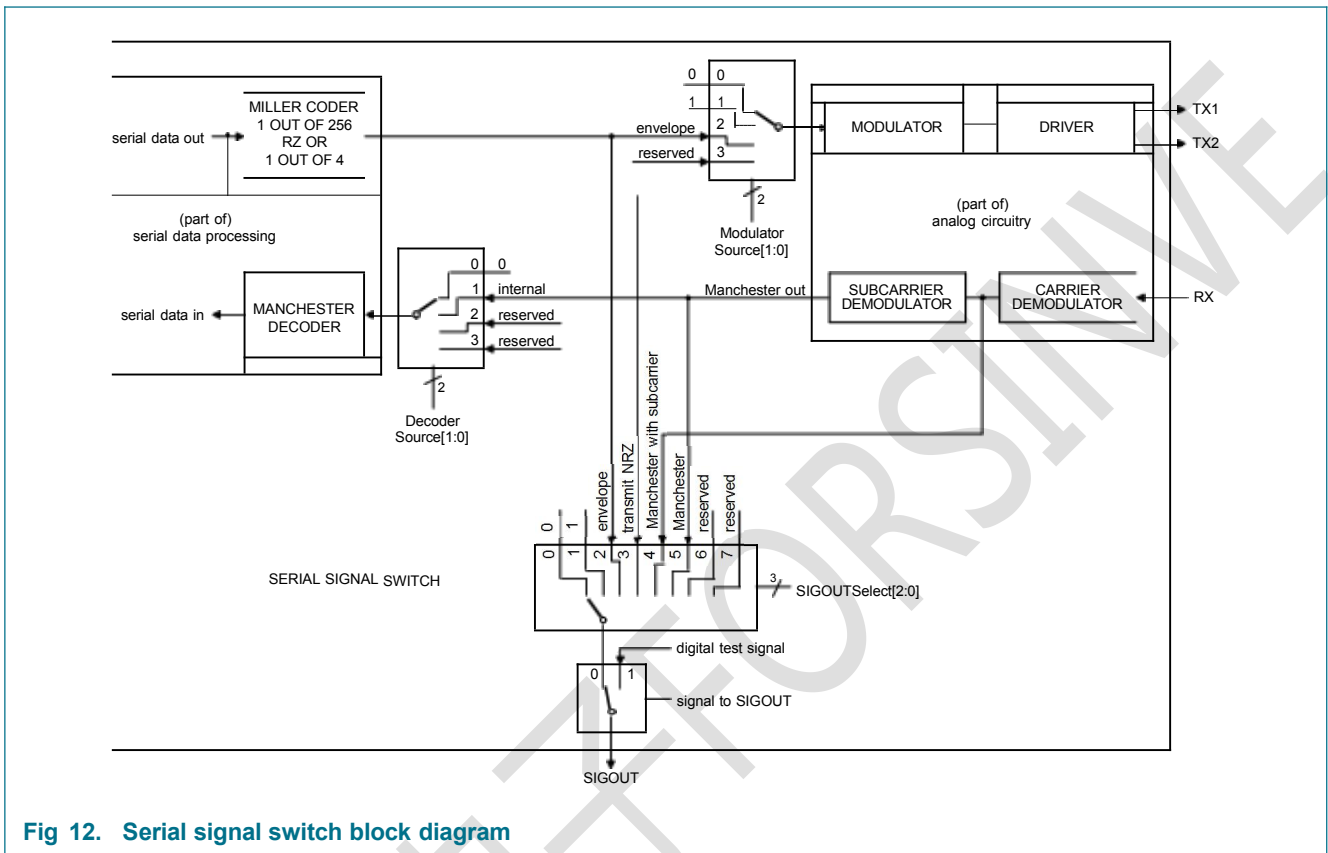 MILLER CODER
1 OUT OF 256
RZ OR
1 OUT OF 4
serial data out
(part of)
serial data processing
serial data in
MANCHESTER
DECODER
0 0
1 internal
2 reserved
3 reserved
2
Decoder
Source[1:0]
0 0
1 1
envelope 2
reserved 3
2
Modulator
Source[1:0]
MODULATOR
DRIVER
TX1
TX2
(part of)
analog circuitry
Manchester out
SUBCARRIER
DEMODULATOR
CARRIER
DEMODULATOR
RX
0
1
envelope
transmit NRZ
Manchester with subcarrier
Manchester
reserved
reserved
0 1 2 3 4 5 6 7
SERIAL SIGNAL SWITCH
3
SIGOUTSelect[2:0]
digital test signal
0 1
signal to SIGOUT
SIGOUT
Fig 12. Serial signal switch block diagram